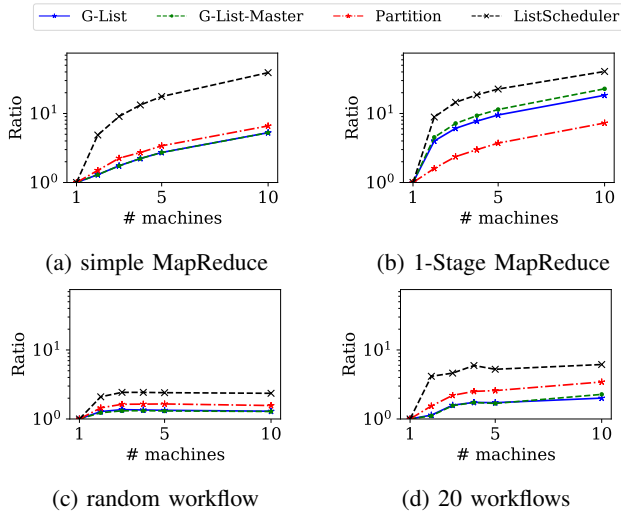 G-List G-List-Master Partition ListScheduler
Ratio
10¹
10⁰
1 5 10
# machines
(a) simple MapReduce
Ratio
10¹
10⁰
1 5 10
# machines
(b) 1-Stage MapReduce
Ratio
10¹
10⁰
1 5 10
# machines
(c) random workflow
Ratio
10¹
10⁰
1 5 10
# machines
(d) 20 workflows